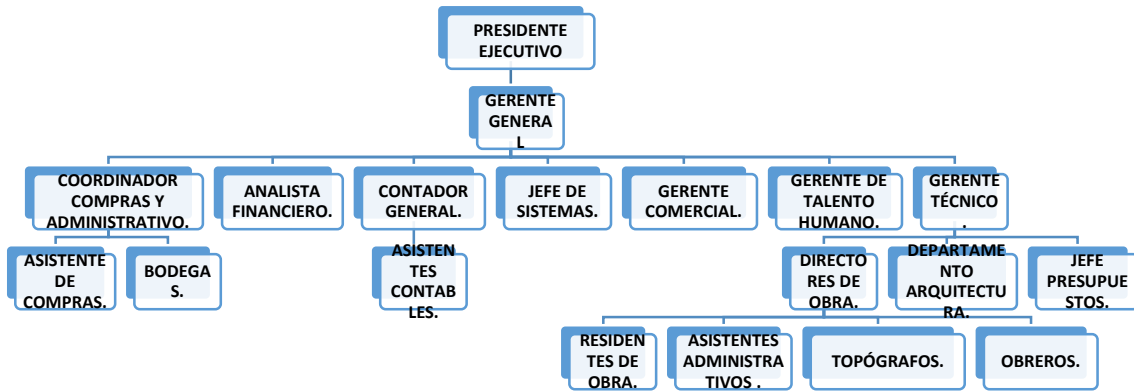 PRESIDENTE
EJECUTIVO
GERENTE
GENERA
L
COORDINADOR
COMPRAS Y
ADMINISTRATIVO.
ANALISTA
FINANCIERO.
CONTADOR
GENERAL.
JEFE DE
SISTEMAS.
GERENTE
COMERCIAL.
GERENTE DE
TALENTO
HUMANO.
GERENTE
TÉCNICO
.
ASISTENTE
DE
COMPRAS.
BODEGA
S.
ASISTEN
TES
CONTAB
LES.
DIRECTO
RES DE
OBRA.
DEPARTAME
NTO
ARQUITECTU
RA.
JEFE
PRESUPUE
STOS.
RESIDEN
TES DE
OBRA.
ASISTENTES
ADMINISTRA
TIVOS .
TOPÓGRAFOS.
OBREROS.